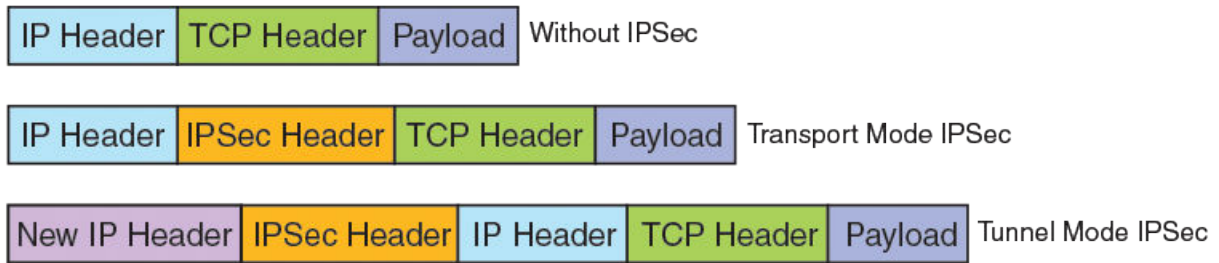 IP Header TCP Header Payload Without IPSec
IP Header IPSec Header TCP Header Payload Transport Mode IPSec
New IP Header IPSec Header IP Header TCP Header Payload Tunnel Mode IPSec